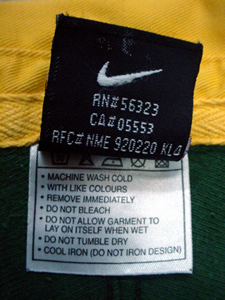 RN#56323
CA#05553
RFC# NME 920220 KL0
• MACHINE WASH COLD
• WITH LIKE COLOURS
• REMOVE IMMEDIATELY
• DO NOT BLEACH
• DO NOT ALLOW GARMENT TO
LAY ON ITSELF WHEN WET
• DO NOT TUMBLE DRY
• COOL IRON (DO NOT IRON DESIGN)